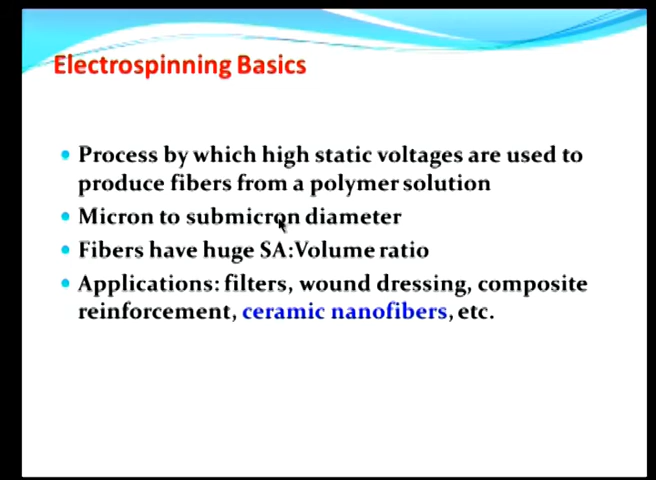 Electrospinning Basics
• Process by which high static voltages are used to
produce fibers from a polymer solution
• Micron to submicron diameter
• Fibers have huge SA:Volume ratio
• Applications: filters, wound dressing, composite
reinforcement, ceramic nanofibers, etc.